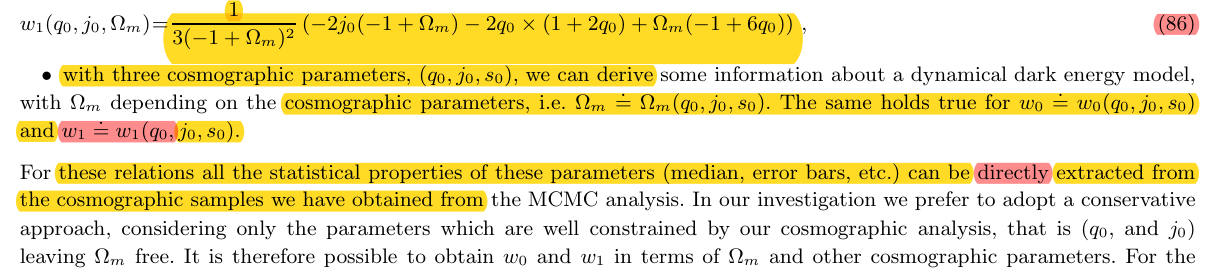 w₁(q₀, j₀, Ωₘ)= 1/(3(−1 + Ωₘ)²) (−2j₀(−1 + Ωₘ) − 2q₀ × (1 + 2q₀) + Ωₘ(−1 + 6q₀)) , (86)
• with three cosmographic parameters, (q₀, j₀, s₀), we can derive some information about a dynamical dark energy model,
with Ωₘ depending on the cosmographic parameters, i.e. Ωₘ ≐ Ωₘ(q₀, j₀, s₀). The same holds true for w₀ ≐ w₀(q₀, j₀, s₀)
and w₁ ≐ w₁(q₀, j₀, s₀).
For these relations all the statistical properties of these parameters (median, error bars, etc.) can be directly extracted from
the cosmographic samples we have obtained from the MCMC analysis. In our investigation we prefer to adopt a conservative
approach, considering only the parameters which are well constrained by our cosmographic analysis, that is (q₀, and j₀)
leaving Ωₘ free. It is therefore possible to obtain w₀ and w₁ in terms of Ωₘ and other cosmographic parameters. For the